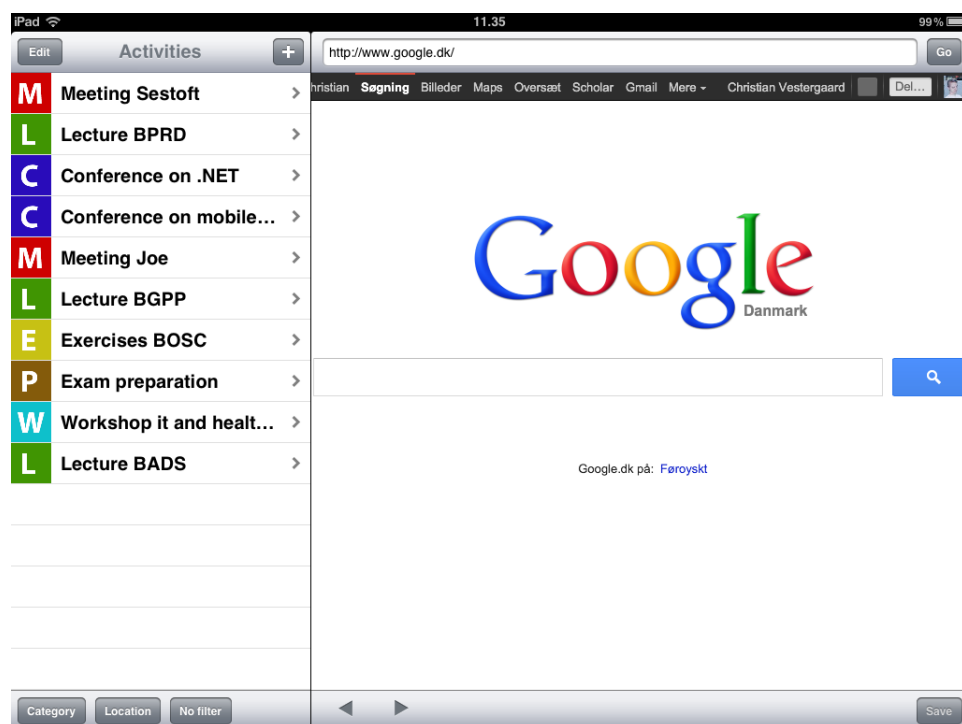 iPad 11.35 99%
Edit Activities +
http://www.google.dk/ Go
M Meeting Sestoft
L Lecture BPRD
C Conference on .NET
C Conference on mobile...
M Meeting Joe
L Lecture BGPP
E Exercises BOSC
P Exam preparation
W Workshop it and healt...
L Lecture BADS
Category Location No filter
hristian Søgning Billeder Maps Oversæt Scholar Gmail Mere Christian Vestergaard Del...
Google
Danmark
Google.dk på: Føroyskt
Save